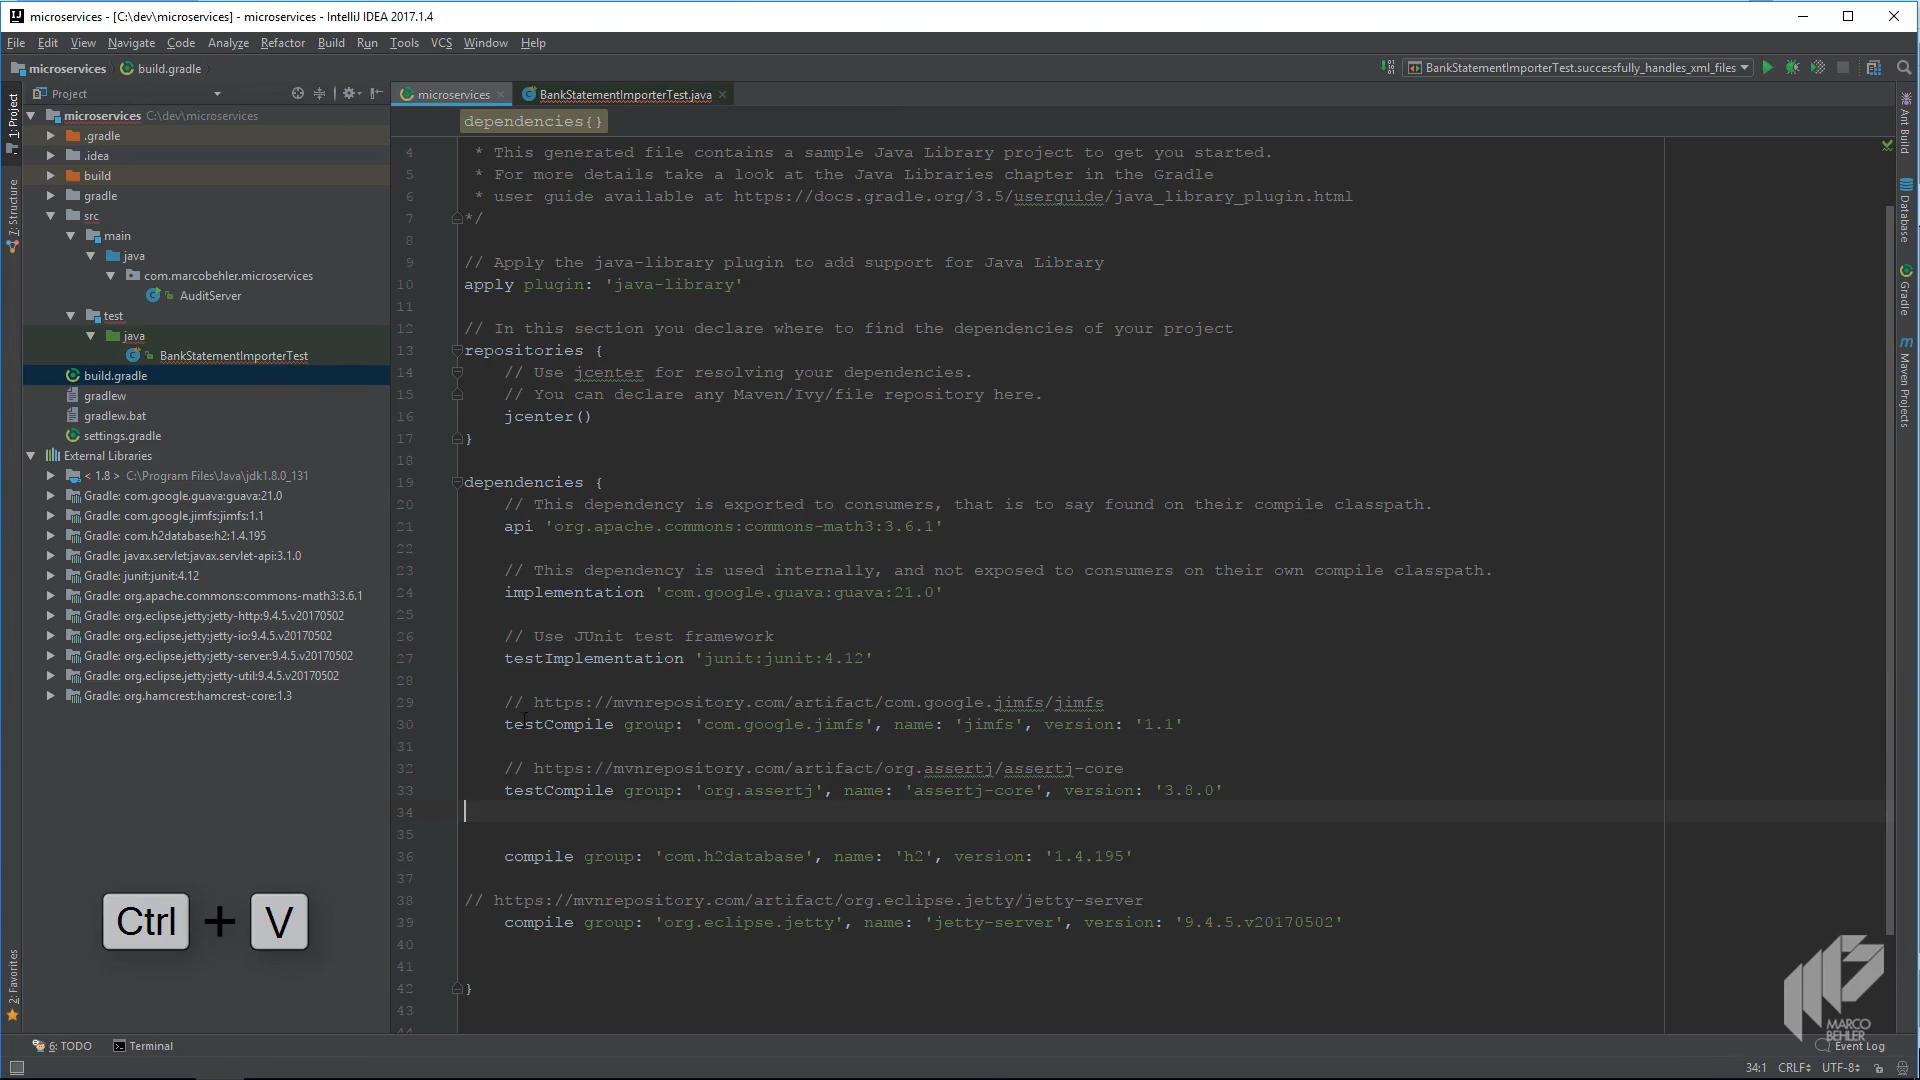 microservices - [C:\dev\microservices] - microservices - IntelliJ IDEA 2017.1.4
File Edit View Navigate Code Analyze Refactor Build Run Tools VCS Window Help
microservices build.gradle BankStatementImporterTest.successfully_handles_xml_files
Project microservices BankStatementImporterTest.java
dependencies{}
1: Project
7: Structure
2: Favorites
microservices C:\dev\microservices
.gradle
.idea
build
gradle
src
main
java
com.marcobehler.microservices
AuditServer
test
java
BankStatementImporterTest
build.gradle
gradlew
gradlew.bat
settings.gradle
External Libraries
< 1.8 > C:\Program Files\Java\jdk1.8.0_131
Gradle: com.google.guava:guava:21.0
Gradle: com.google.jimfs:jimfs:1.1
Gradle: com.h2database:h2:1.4.195
Gradle: javax.servlet:javax.servlet-api:3.1.0
Gradle: junit:junit:4.12
Gradle: org.apache.commons:commons-math3:3.6.1
Gradle: org.eclipse.jetty:jetty-http:9.4.5.v20170502
Gradle: org.eclipse.jetty:jetty-io:9.4.5.v20170502
Gradle: org.eclipse.jetty:jetty-server:9.4.5.v20170502
Gradle: org.eclipse.jetty:jetty-util:9.4.5.v20170502
Gradle: org.hamcrest:hamcrest-core:1.3
Ctrl + V
4 * This generated file contains a sample Java Library project to get you started.
5 * For more details take a look at the Java Libraries chapter in the Gradle
6 * user guide available at https://docs.gradle.org/3.5/userguide/java_library_plugin.html
7 */
8
9 // Apply the java-library plugin to add support for Java Library
10 apply plugin: 'java-library'
11
12 // In this section you declare where to find the dependencies of your project
13 repositories {
14 // Use jcenter for resolving your dependencies.
15 // You can declare any Maven/Ivy/file repository here.
16 jcenter()
17 }
18
19 dependencies {
20 // This dependency is exported to consumers, that is to say found on their compile classpath.
21 api 'org.apache.commons:commons-math3:3.6.1'
22
23 // This dependency is used internally, and not exposed to consumers on their own compile classpath.
24 implementation 'com.google.guava:guava:21.0'
25
26 // Use JUnit test framework
27 testImplementation 'junit:junit:4.12'
28
29 // https://mvnrepository.com/artifact/com.google.jimfs/jimfs
30 testCompile group: 'com.google.jimfs', name: 'jimfs', version: '1.1'
31
32 // https://mvnrepository.com/artifact/org.assertj/assertj-core
33 testCompile group: 'org.assertj', name: 'assertj-core', version: '3.8.0'
34
35
36 compile group: 'com.h2database', name: 'h2', version: '1.4.195'
37
38 // https://mvnrepository.com/artifact/org.eclipse.jetty/jetty-server
39 compile group: 'org.eclipse.jetty', name: 'jetty-server', version: '9.4.5.v20170502'
40
41
42 }
43
44
Ant Build
Database
Gradle
Maven Projects
MARCO
BEHLER
6: TODO Terminal Event Log
34:1 CRLF UTF-8